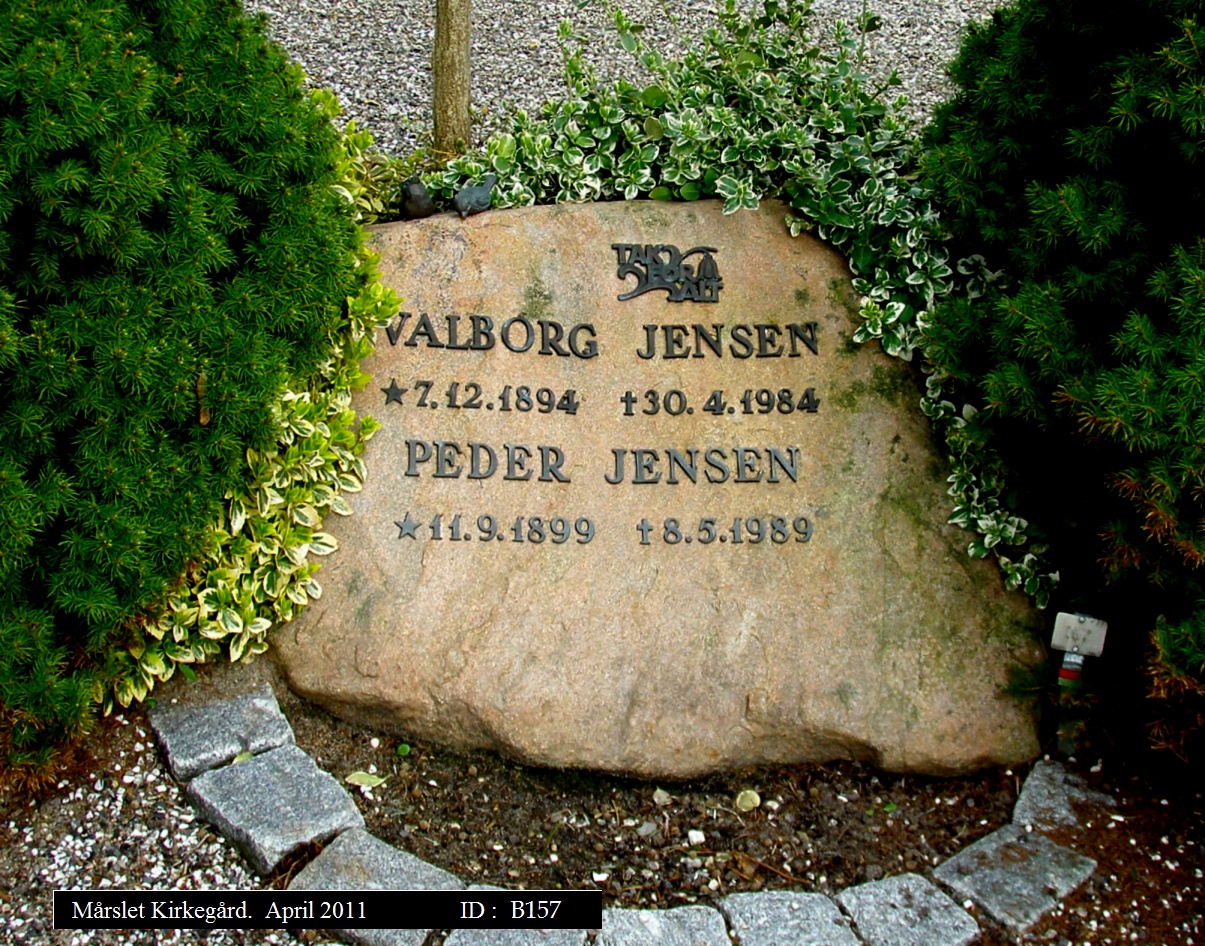 TAK
FOR
ALT
VALBORG JENSEN
★7.12.1894 †30.4.1984
PEDER JENSEN
★11.9.1899 †8.5.1989
Mårslet Kirkegård. April 2011 ID : B157